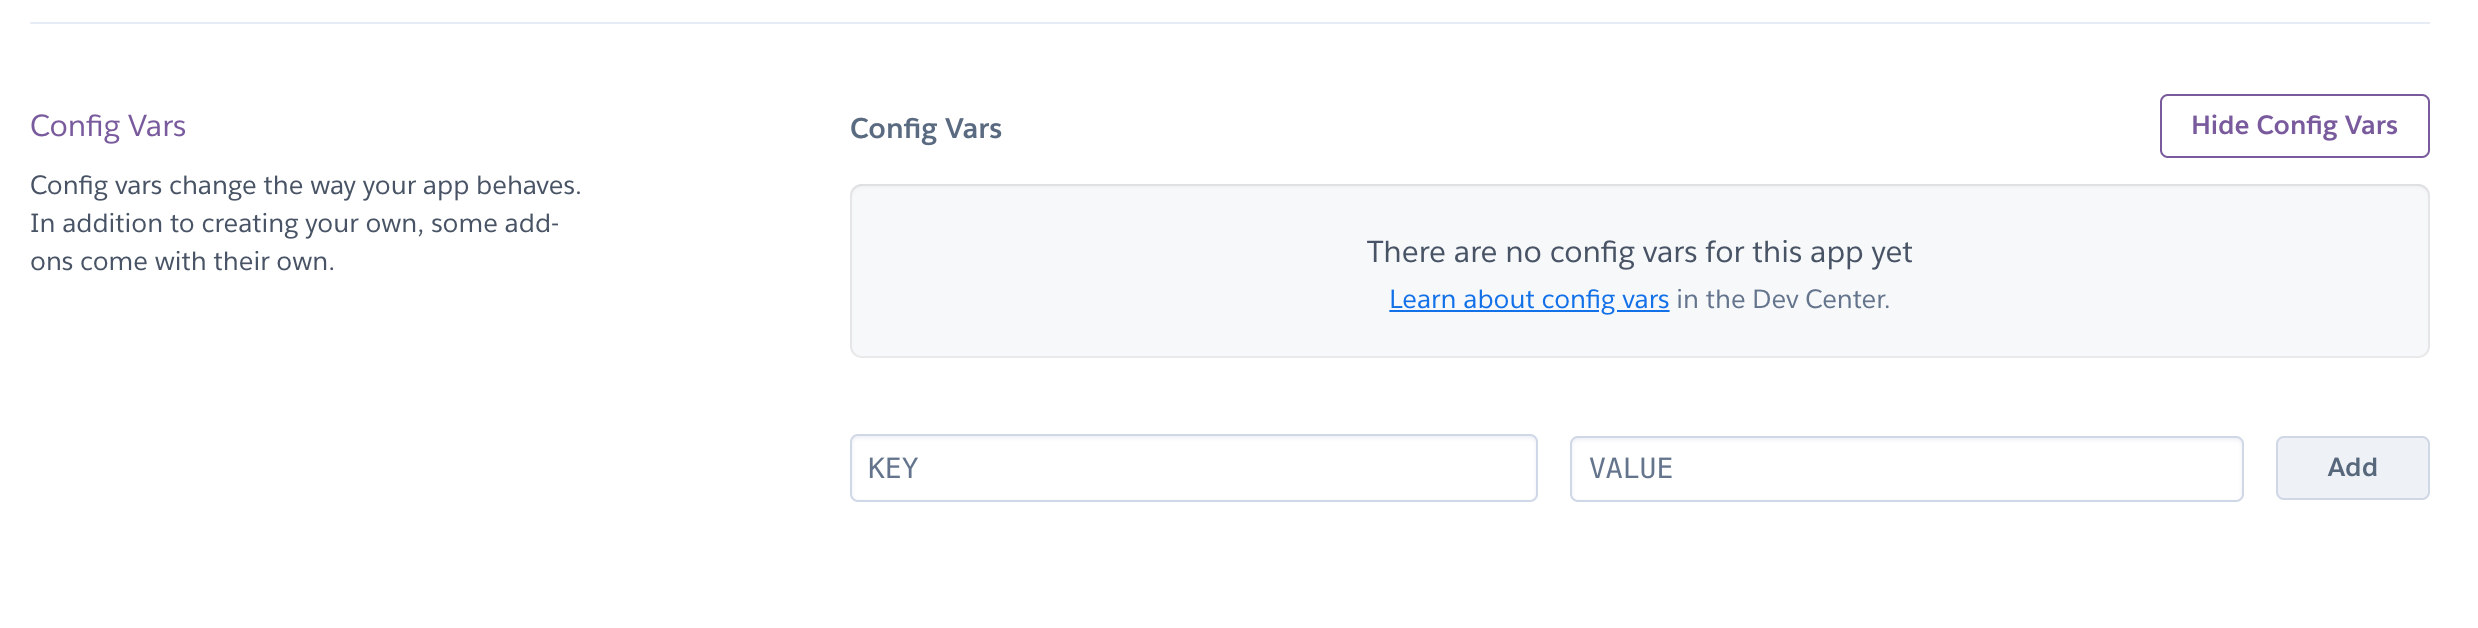 Config Vars
Config vars change the way your app behaves.
In addition to creating your own, some add-
ons come with their own.
Config Vars
Hide Config Vars
There are no config vars for this app yet
Learn about config vars in the Dev Center.
KEY
VALUE
Add